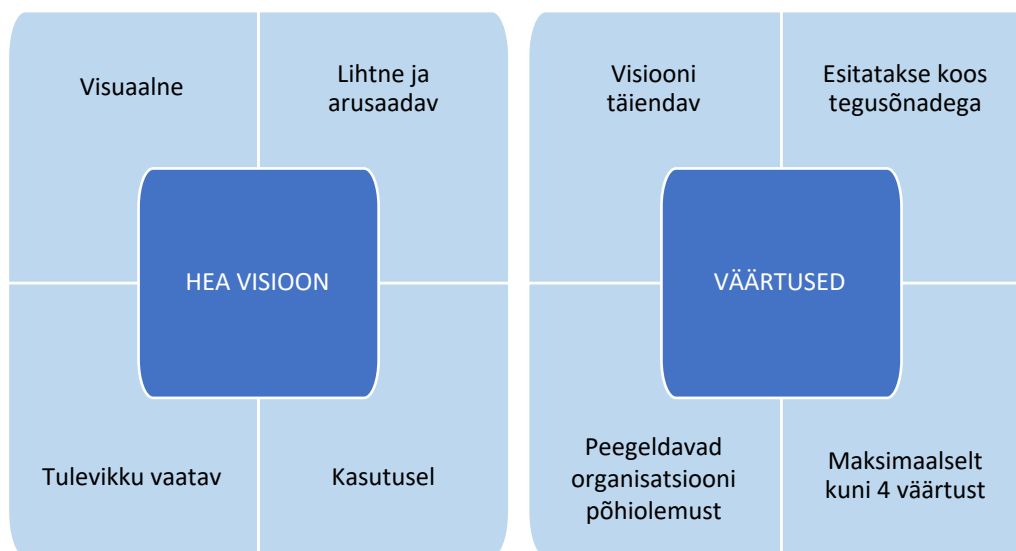 Visuaalne
Lihtne ja
arusaadav
HEA VISIOON
Tulevikku vaatav
Kasutusel
Visiooni
täiendav
Esitatakse koos
tegusõnadega
VÄÄRTUSED
Peegeldavad
organisatsiooni
põhiolemust
Maksimaalselt
kuni 4 väärtust